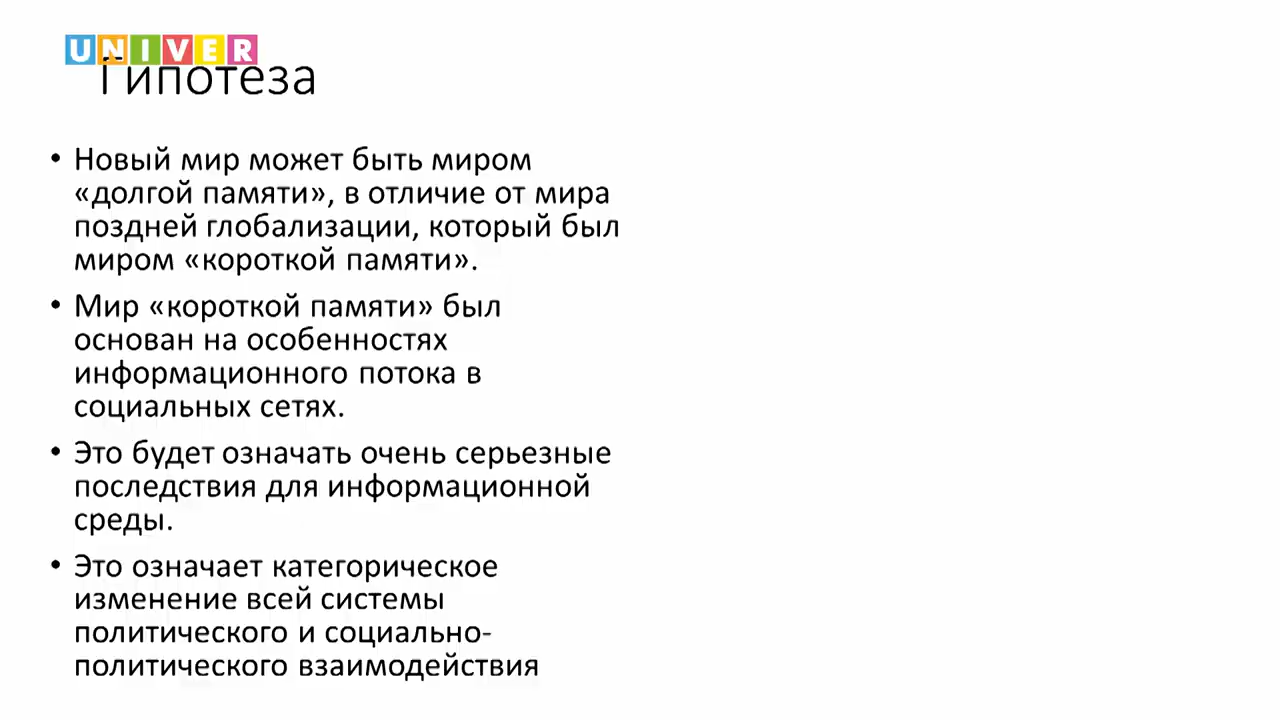 UNIVER
Гипотеза
• Новый мир может быть миром
«долгой памяти», в отличие от мира
поздней глобализации, который был
миром «короткой памяти».
• Мир «короткой памяти» был
основан на особенностях
информационного потока в
социальных сетях.
• Это будет означать очень серьезные
последствия для информационной
среды.
• Это означает категорическое
изменение всей системы
политического и социально-
политического взаимодействия